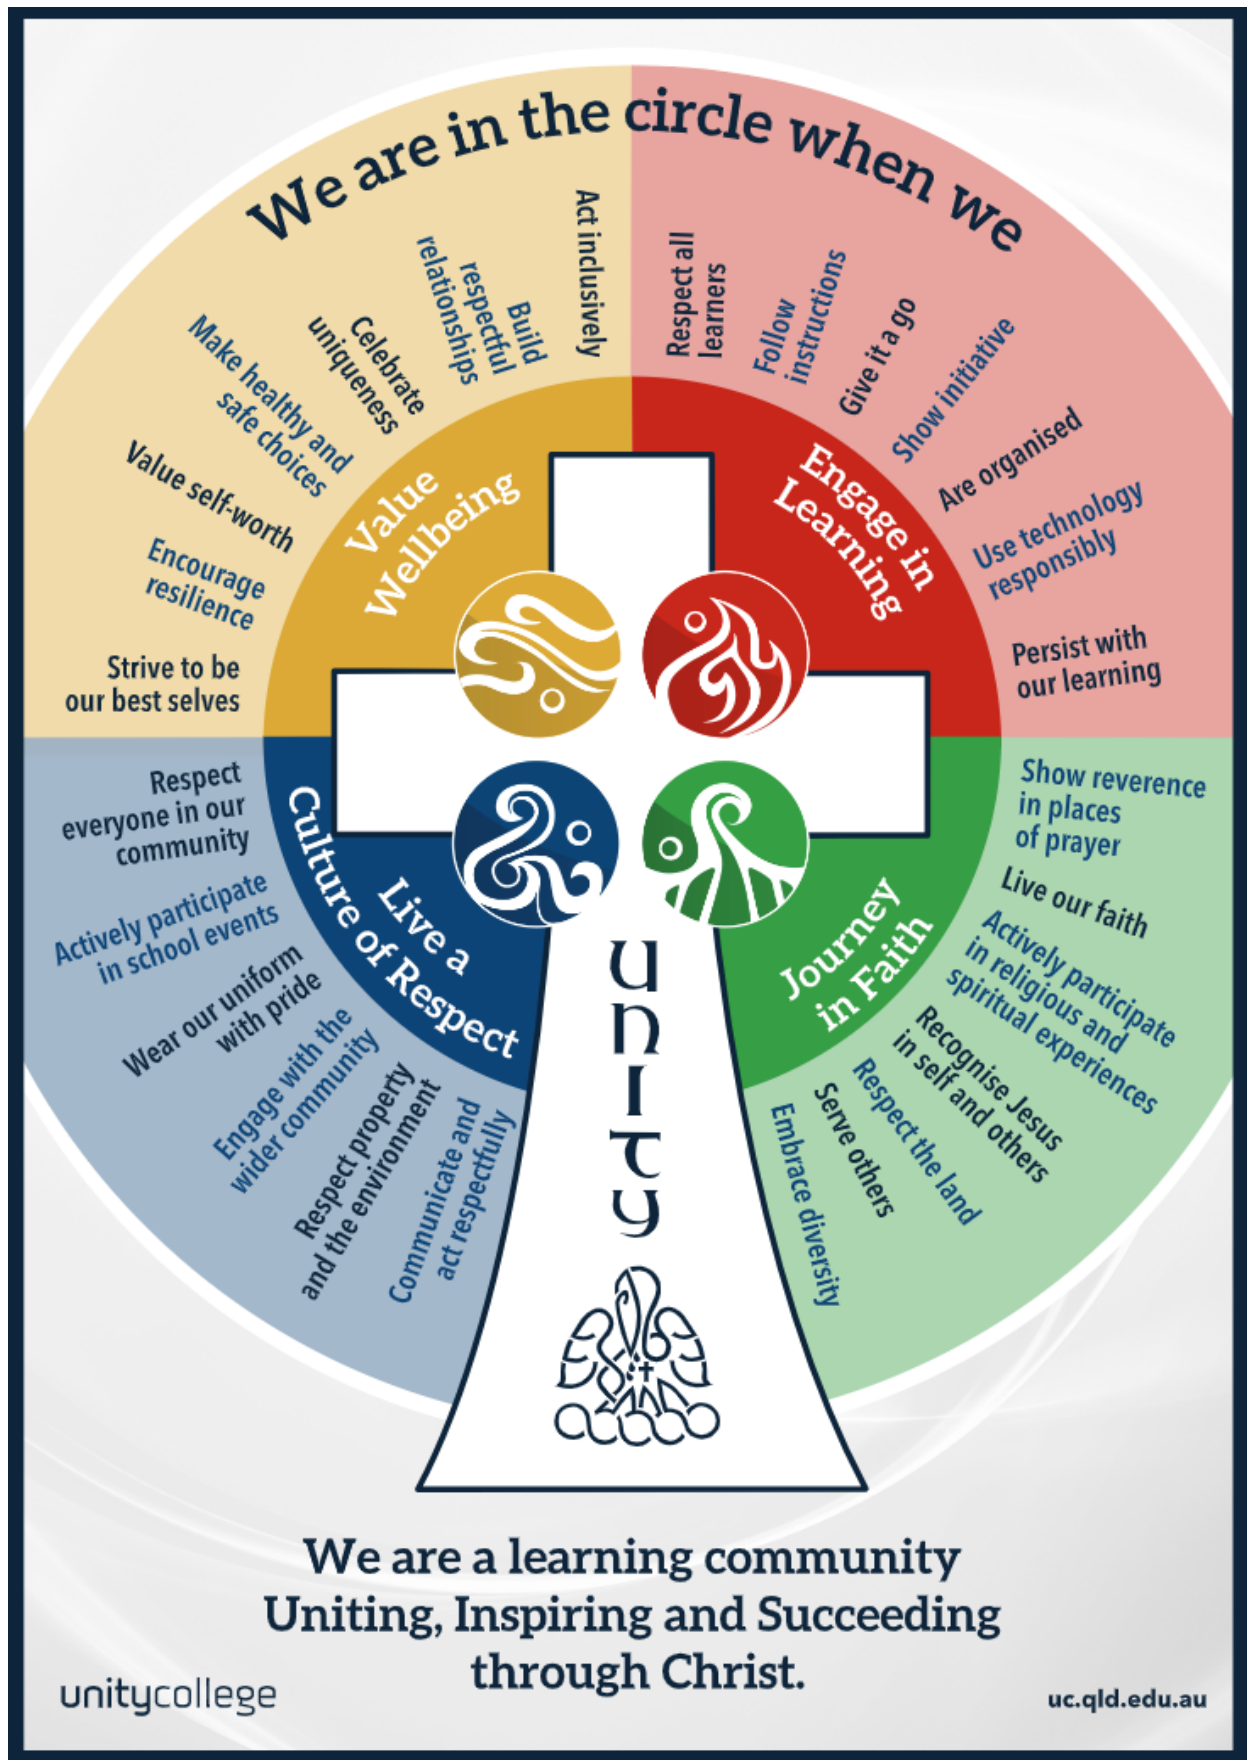 We are in the circle when we
Act inclusively
Build
respectful
relationships
Celebrate
uniqueness
Make healthy and
safe choices
Value self-worth
Encourage
resilience
Strive to be
our best selves
Value
Wellbeing
Respect all
learners
Follow
instructions
Give it a go
Show initiative
Are organised
Use technology
responsibly
Persist with
our learning
Engage in
Learning
Respect
everyone in our
community
Actively participate
in school events
Wear our uniform
with pride
Engage with the
wider community
Respect property
and the environment
Communicate and
act respectfully
Live a
Culture of Respect
Show reverence
in places
of prayer
Live our faith
Actively participate
in religious and
spiritual experiences
Recognise Jesus
in self and others
Respect the land
Serve others
Embrace diversity
Journey
in Faith
UNITY
We are a learning community
Uniting, Inspiring and Succeeding
through Christ.
unitycollege
uc.qld.edu.au